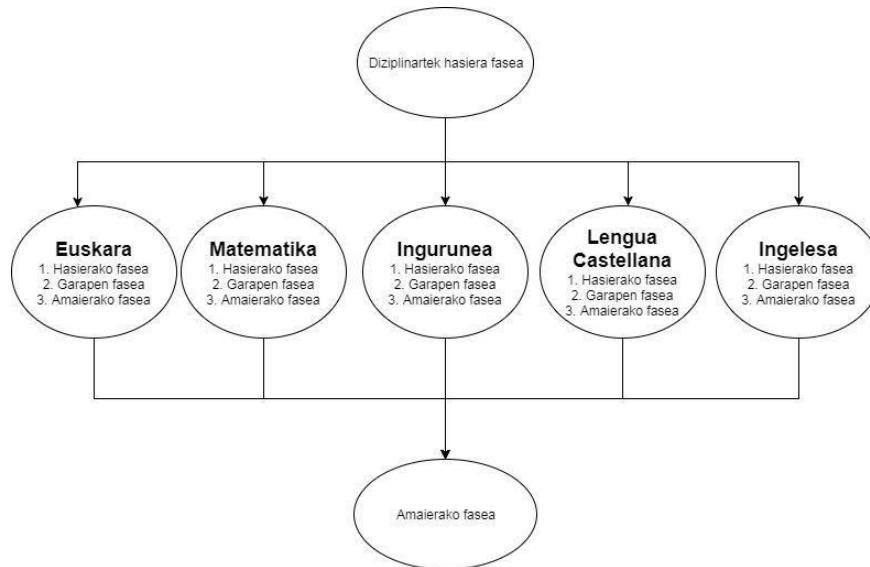 Diziplinartek hasiera fasea
Euskara
1. Hasierako fasea
2. Garapen fasea
3. Amaierako fasea
Matematika
1. Hasierako fasea
2. Garapen fasea
3. Amaierako fasea
Ingurunea
1. Hasierako fasea
2. Garapen fasea
3. Amaierako fasea
Lengua
Castellana
1. Hasierako fasea
2. Garapen fasea
3. Amaierako fasea
Ingelesa
1. Hasierako fasea
2. Garapen fasea
3. Amaierako fasea
Amaierako fasea